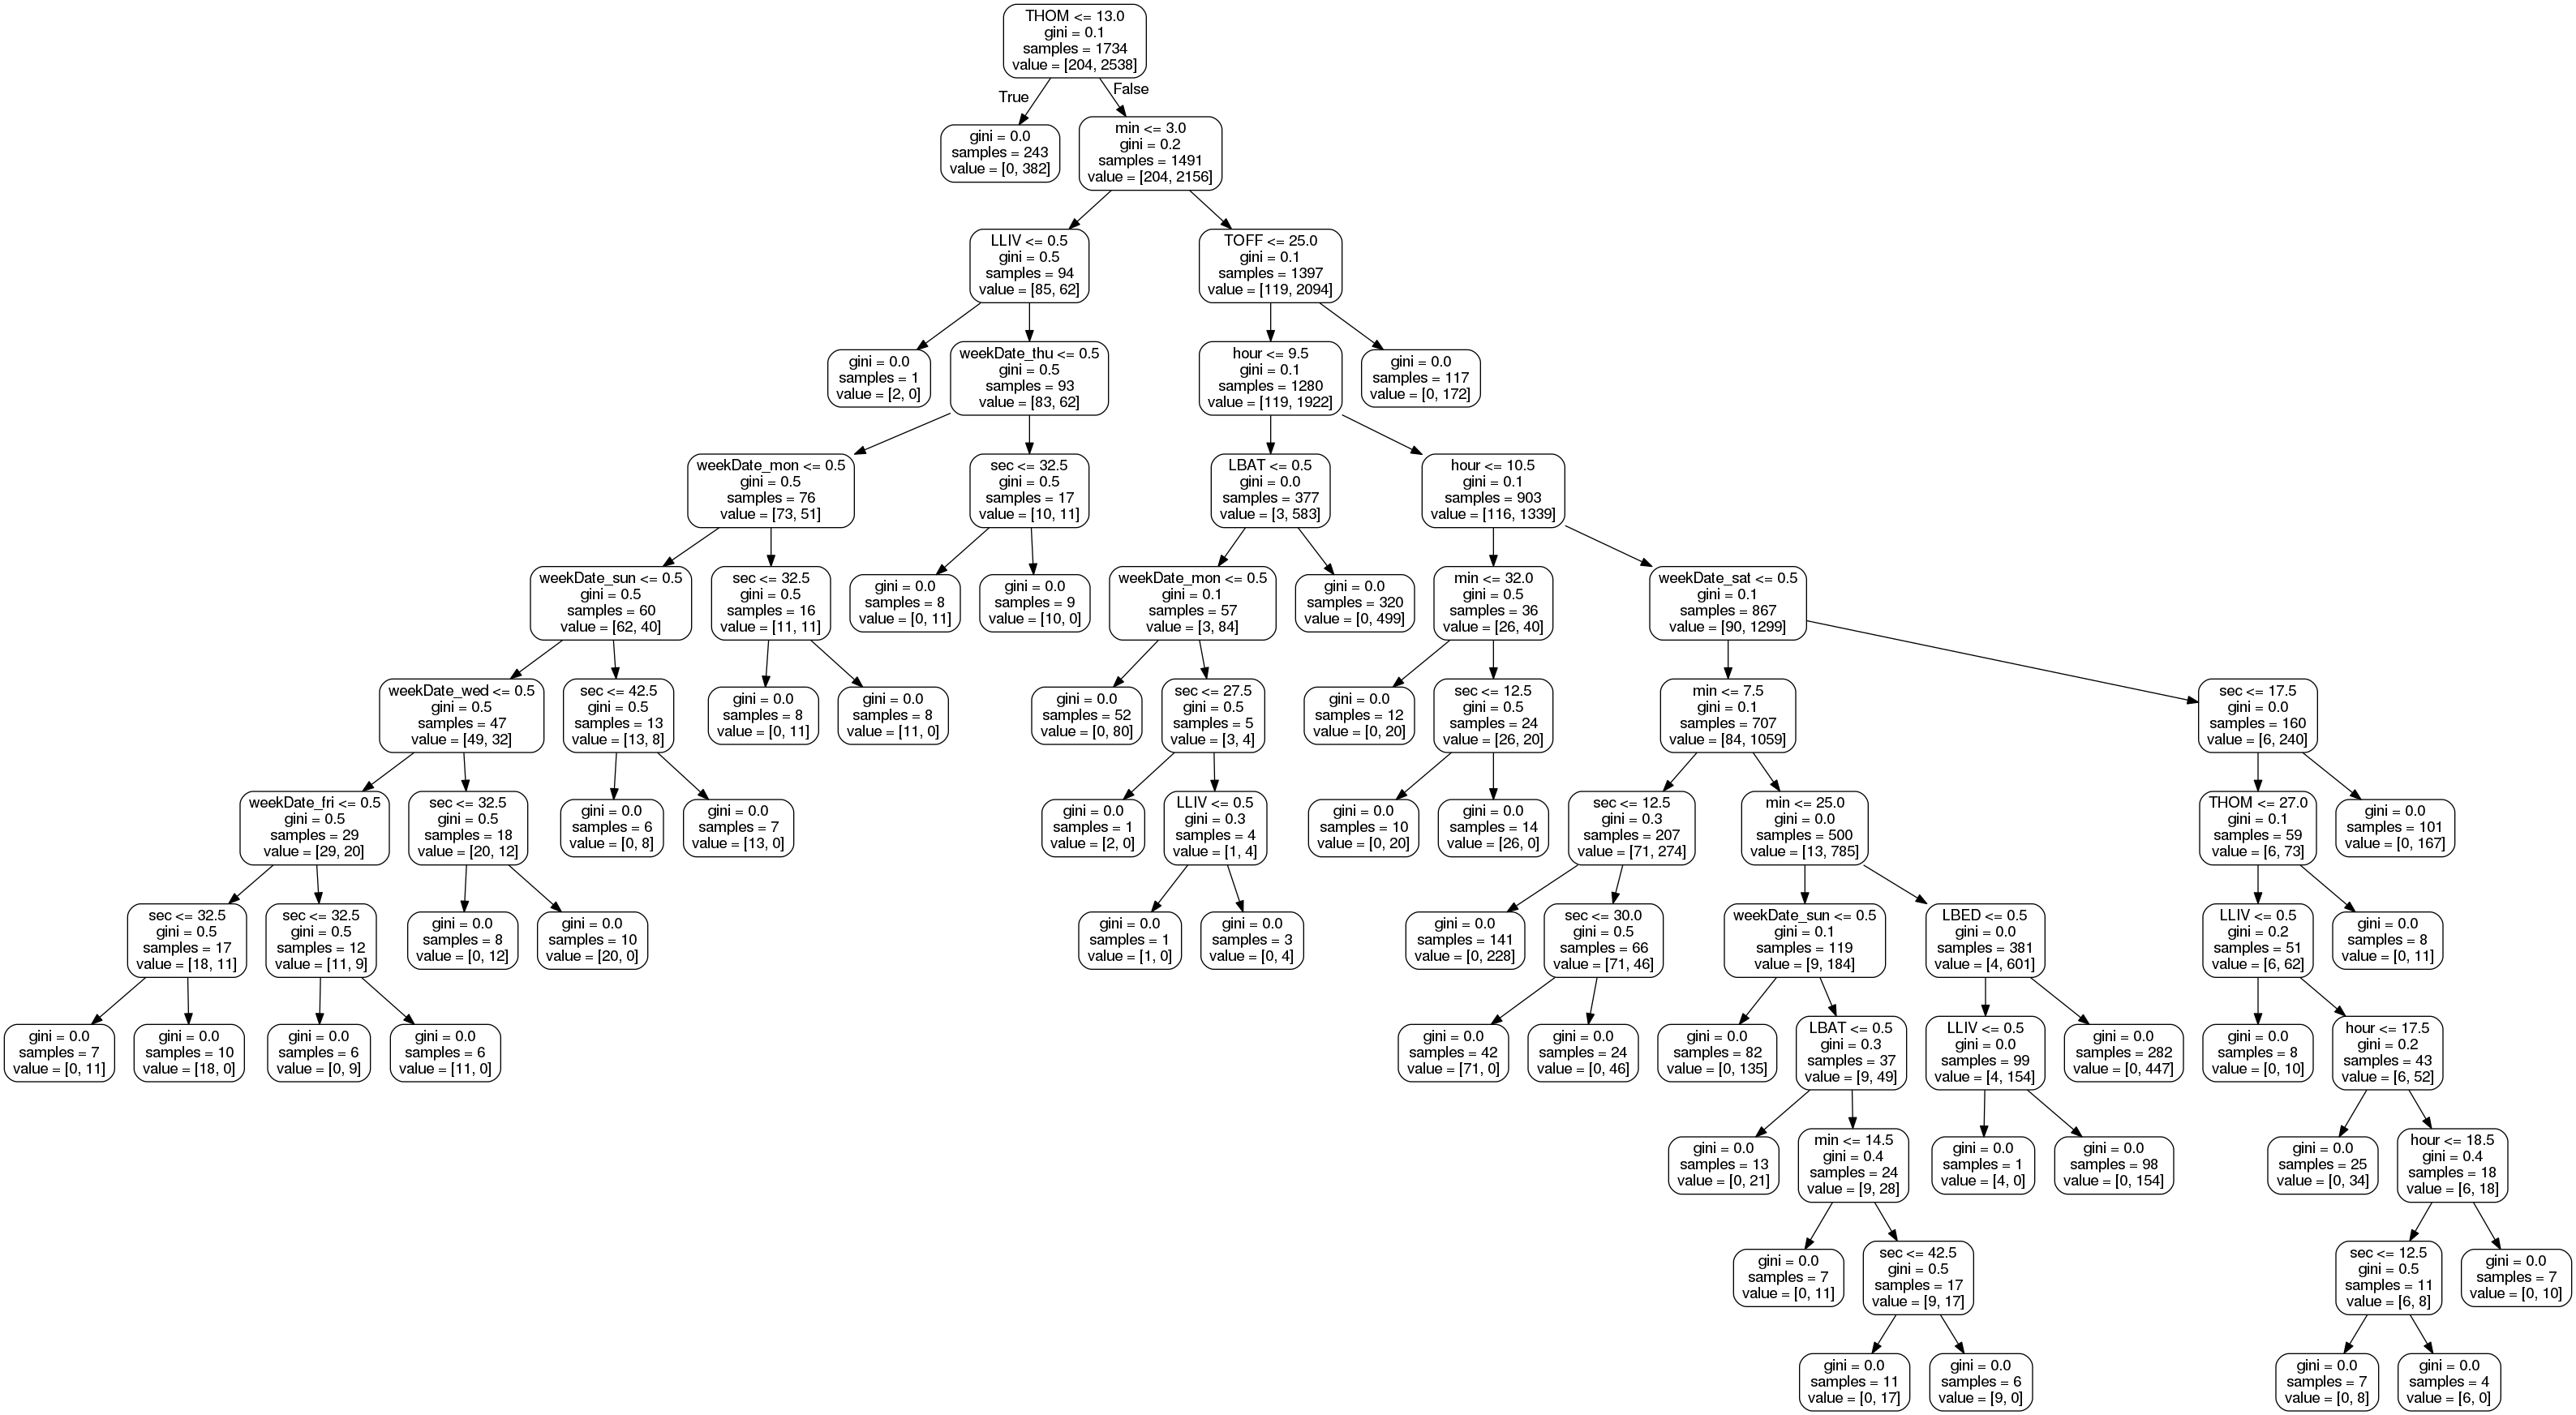 THOM <= 13.0
gini = 0.1
samples = 1734
value = [204, 2538]
True
False
gini = 0.0
samples = 243
value = [0, 382]
min <= 3.0
gini = 0.2
samples = 1491
value = [204, 2156]
LLIV <= 0.5
gini = 0.5
samples = 94
value = [85, 62]
TOFF <= 25.0
gini = 0.1
samples = 1397
value = [119, 2094]
gini = 0.0
samples = 1
value = [2, 0]
weekDate_thu <= 0.5
gini = 0.5
samples = 93
value = [83, 62]
hour <= 9.5
gini = 0.1
samples = 1280
value = [119, 1922]
gini = 0.0
samples = 117
value = [0, 172]
weekDate_mon <= 0.5
gini = 0.5
samples = 76
value = [73, 51]
sec <= 32.5
gini = 0.5
samples = 17
value = [10, 11]
LBAT <= 0.5
gini = 0.0
samples = 377
value = [3, 583]
hour <= 10.5
gini = 0.1
samples = 903
value = [116, 1339]
weekDate_sun <= 0.5
gini = 0.5
samples = 60
value = [62, 40]
sec <= 32.5
gini = 0.5
samples = 16
value = [11, 11]
gini = 0.0
samples = 8
value = [0, 11]
gini = 0.0
samples = 9
value = [10, 0]
weekDate_mon <= 0.5
gini = 0.1
samples = 57
value = [3, 84]
gini = 0.0
samples = 320
value = [0, 499]
min <= 32.0
gini = 0.5
samples = 36
value = [26, 40]
weekDate_sat <= 0.5
gini = 0.1
samples = 867
value = [90, 1299]
weekDate_wed <= 0.5
gini = 0.5
samples = 47
value = [49, 32]
sec <= 42.5
gini = 0.5
samples = 13
value = [13, 8]
gini = 0.0
samples = 8
value = [0, 11]
gini = 0.0
samples = 8
value = [11, 0]
gini = 0.0
samples = 52
value = [0, 80]
sec <= 27.5
gini = 0.5
samples = 5
value = [3, 4]
gini = 0.0
samples = 12
value = [0, 20]
sec <= 12.5
gini = 0.5
samples = 24
value = [26, 20]
min <= 7.5
gini = 0.1
samples = 707
value = [84, 1059]
sec <= 17.5
gini = 0.0
samples = 160
value = [6, 240]
weekDate_fri <= 0.5
gini = 0.5
samples = 29
value = [29, 20]
sec <= 32.5
gini = 0.5
samples = 18
value = [20, 12]
gini = 0.0
samples = 6
value = [0, 8]
gini = 0.0
samples = 7
value = [13, 0]
gini = 0.0
samples = 1
value = [2, 0]
LLIV <= 0.5
gini = 0.3
samples = 4
value = [1, 4]
gini = 0.0
samples = 10
value = [0, 20]
gini = 0.0
samples = 14
value = [26, 0]
sec <= 12.5
gini = 0.3
samples = 207
value = [71, 274]
min <= 25.0
gini = 0.0
samples = 500
value = [13, 785]
THOM <= 27.0
gini = 0.1
samples = 59
value = [6, 73]
gini = 0.0
samples = 101
value = [0, 167]
sec <= 32.5
gini = 0.5
samples = 17
value = [18, 11]
sec <= 32.5
gini = 0.5
samples = 12
value = [11, 9]
gini = 0.0
samples = 8
value = [0, 12]
gini = 0.0
samples = 10
value = [20, 0]
gini = 0.0
samples = 1
value = [1, 0]
gini = 0.0
samples = 3
value = [0, 4]
gini = 0.0
samples = 141
value = [0, 228]
sec <= 30.0
gini = 0.5
samples = 66
value = [71, 46]
weekDate_sun <= 0.5
gini = 0.1
samples = 119
value = [9, 184]
LBED <= 0.5
gini = 0.0
samples = 381
value = [4, 601]
LLIV <= 0.5
gini = 0.2
samples = 51
value = [6, 62]
gini = 0.0
samples = 8
value = [0, 11]
gini = 0.0
samples = 7
value = [0, 11]
gini = 0.0
samples = 10
value = [18, 0]
gini = 0.0
samples = 6
value = [0, 9]
gini = 0.0
samples = 6
value = [11, 0]
gini = 0.0
samples = 42
value = [71, 0]
gini = 0.0
samples = 24
value = [0, 46]
gini = 0.0
samples = 82
value = [0, 135]
LBAT <= 0.5
gini = 0.3
samples = 37
value = [9, 49]
LLIV <= 0.5
gini = 0.0
samples = 99
value = [4, 154]
gini = 0.0
samples = 282
value = [0, 447]
gini = 0.0
samples = 8
value = [0, 10]
hour <= 17.5
gini = 0.2
samples = 43
value = [6, 52]
gini = 0.0
samples = 13
value = [0, 21]
min <= 14.5
gini = 0.4
samples = 24
value = [9, 28]
gini = 0.0
samples = 1
value = [4, 0]
gini = 0.0
samples = 98
value = [0, 154]
gini = 0.0
samples = 25
value = [0, 34]
hour <= 18.5
gini = 0.4
samples = 18
value = [6, 18]
gini = 0.0
samples = 7
value = [0, 11]
sec <= 42.5
gini = 0.5
samples = 17
value = [9, 17]
sec <= 12.5
gini = 0.5
samples = 11
value = [6, 8]
gini = 0.0
samples = 7
value = [0, 10]
gini = 0.0
samples = 11
value = [0, 17]
gini = 0.0
samples = 6
value = [9, 0]
gini = 0.0
samples = 7
value = [0, 8]
gini = 0.0
samples = 4
value = [6, 0]